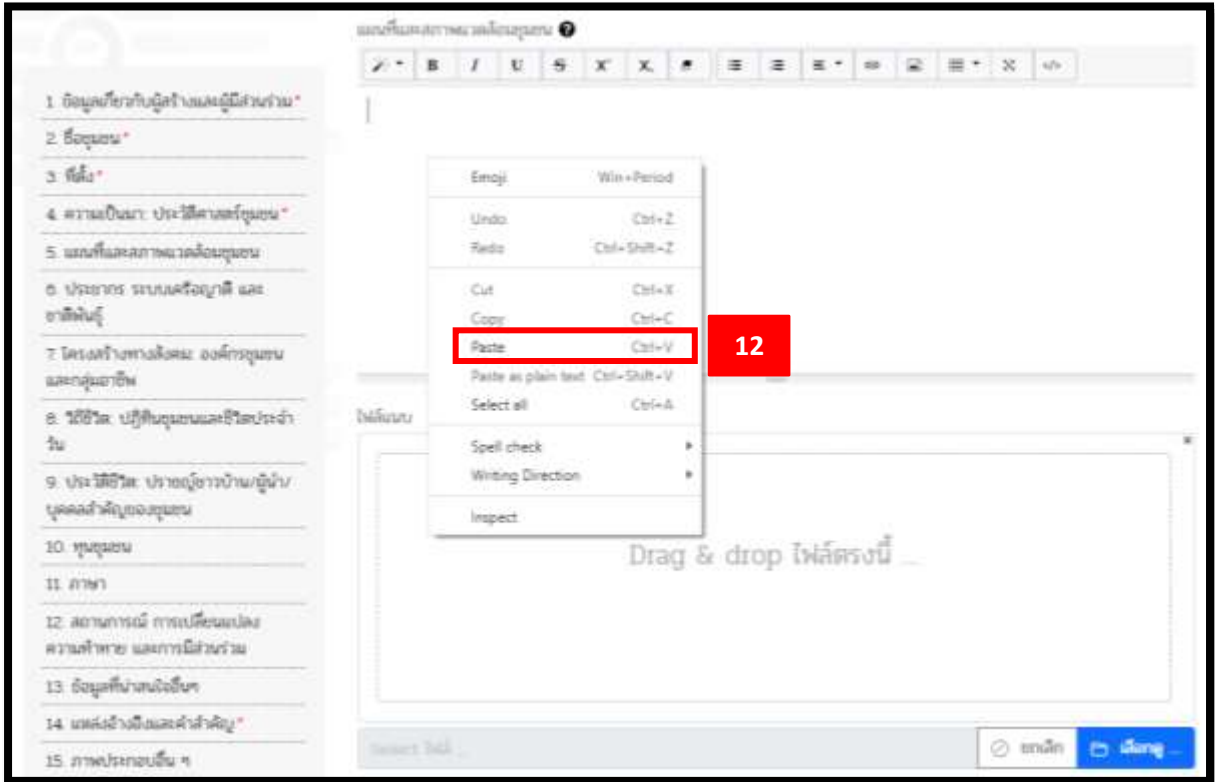 แผนที่และสภาพแวดล้อมชุมชน
B I U S X X
1. ข้อมูลเกี่ยวกับผู้สร้างและผู้มีส่วนร่วม*
2. ชื่อชุมชน*
3. ที่ตั้ง*
4. ความเป็นมา: ประวัติศาสตร์ชุมชน*
5. แผนที่และสภาพแวดล้อมชุมชน
6. ประชากร ระบบเครือญาติ และ
ชาติพันธุ์
7. โครงสร้างทางสังคม: องค์กรชุมชน
และกลุ่มอาชีพ
8. วิถีชีวิต: ปฏิทินชุมชนและชีวิตประจำ
วัน
9. ประวัติชีวิต: ปราชญ์ชาวบ้าน/ผู้นำ/
บุคคลสำคัญของชุมชน
10. ทุนชุมชน
11. ภาษา
12. สถานการณ์ การเปลี่ยนแปลง
ความท้าทาย และการมีส่วนร่วม
13. ข้อมูลที่น่าสนใจอื่นๆ
14. แหล่งอ้างอิงและคำสำคัญ*
15. ภาพประกอบอื่น ๆ
Emoji Win+Period
Undo Ctrl+Z
Redo Ctrl+Shift+Z
Cut Ctrl+X
Copy Ctrl+C
Paste Ctrl+V
12
Paste as plain text Ctrl+Shift+V
Select all Ctrl+A
Spell check
Writing Direction
Inspect
ไฟล์แนบ
Drag & drop ไฟล์ตรงนี้ ...
Select ไฟล์ ...
ยกเลิก
เลือกดู ...